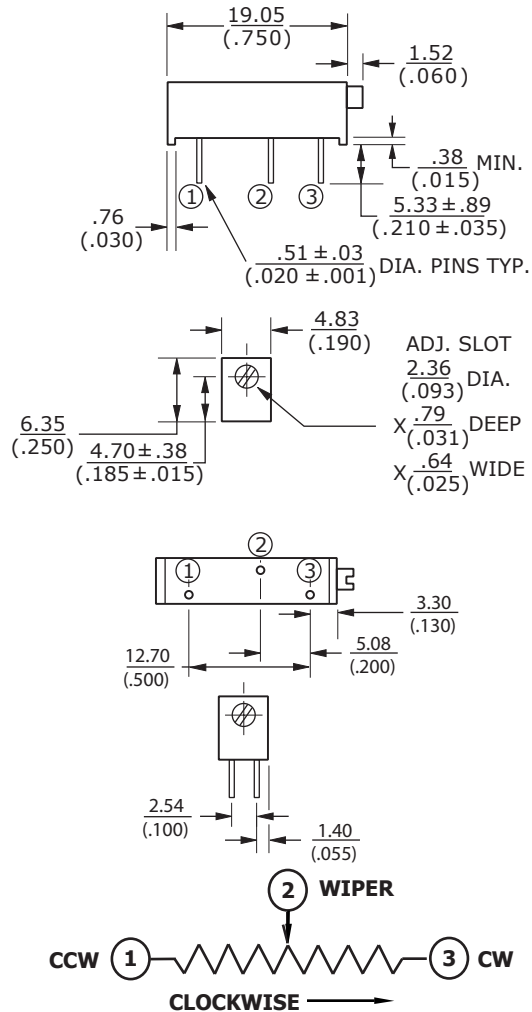 19.05
(.750)
1.52
(.060)
.38 MIN.
(.015)
5.33 ± .89
(.210 ± .035)
① ② ③
.76
(.030)
.51 ± .03
(.020 ± .001) DIA. PINS TYP.
4.83
(.190)
ADJ. SLOT
2.36
(.093) DIA.
X .79
(.031) DEEP
X .64
(.025) WIDE
6.35
(.250)
4.70 ± .38
(.185 ± .015)
②
① ③
3.30
(.130)
5.08
(.200)
12.70
(.500)
2.54
(.100)
1.40
(.055)
② WIPER
CCW ① ③ CW
CLOCKWISE